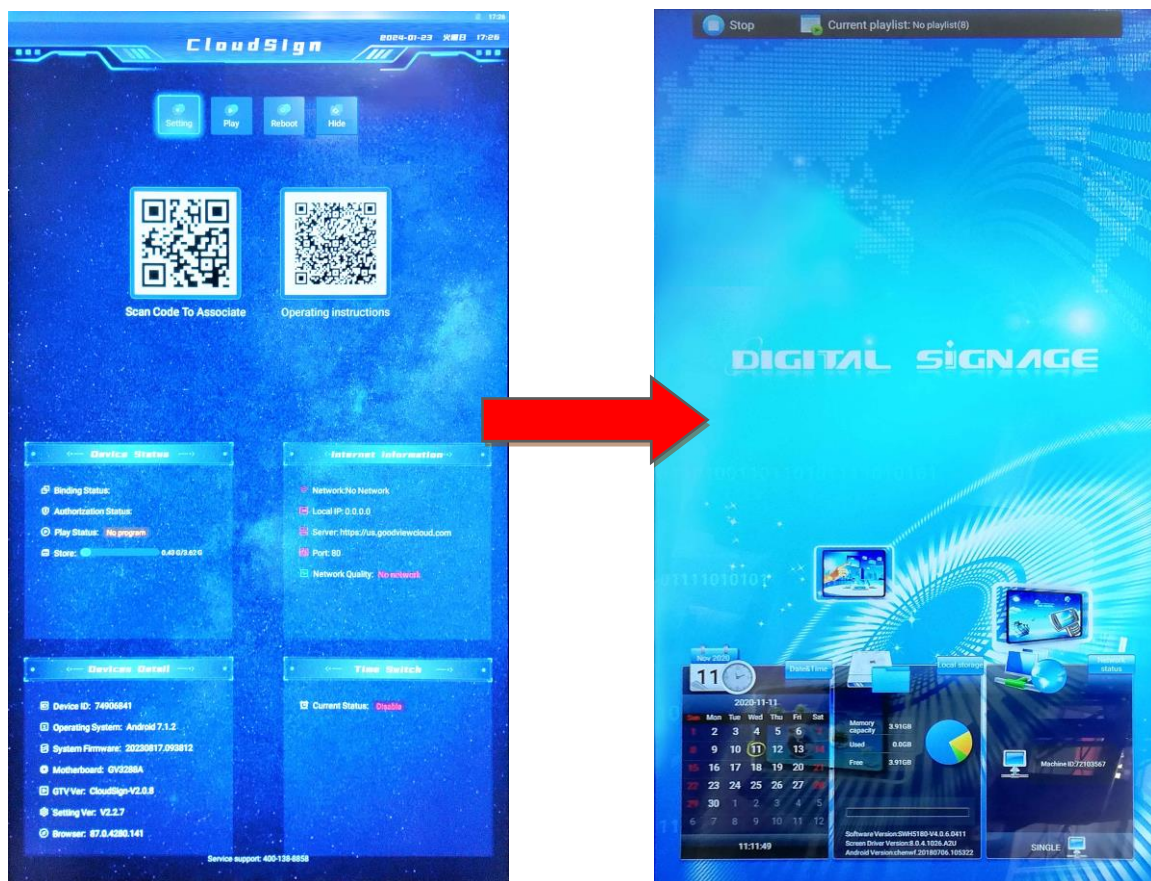 17:26
CloudSign
2024-01-23 火曜日 17:26
Setting Play Reboot Hide
Scan Code To Associate
Operating instructions
Device Status
Binding Status:
Authorization Status:
Play Status: No program
Store: 0.43 G/3.62 G
Internet Information
Network:No Network
Local IP: 0.0.0.0
Server: https://us.goodviewcloud.com
Port: 80
Network Quality: No network
Devices Detail
Device ID: 74906841
Operating System: Android 7.1.2
System Firmware: 20230817.093812
Motherboard: GV3288A
GTV Ver: CloudSign-V2.0.8
Setting Ver: V2.2.7
Browser: 87.0.4280.141
Time Switch
Current Status: Disable
Service support: 400-138-8858
Stop
Current playlist: No playlist(8)
DIGITAL SIGNAGE
Nov 2020
11
Date&Time
2020-11-11
Sun Mon Tue Wed Thu Fri Sat
1 2 3 4 5 6 7
8 9 10 11 12 13 14
15 16 17 18 19 20 21
22 23 24 25 26 27 28
29 30 1 2 3 4 5
6 7 8 9 10 11 12
11:11:49
Local storage
Memory capacity 3.91GB
Used 0.0GB
Free 3.91GB
Software Version:SWH5180-V4.0.6.0411
Screen Driver Version:8.0.4.1026.A2U
Android Version:chenwf.20180706.105322
status
Machine ID:72103567
SINGLE